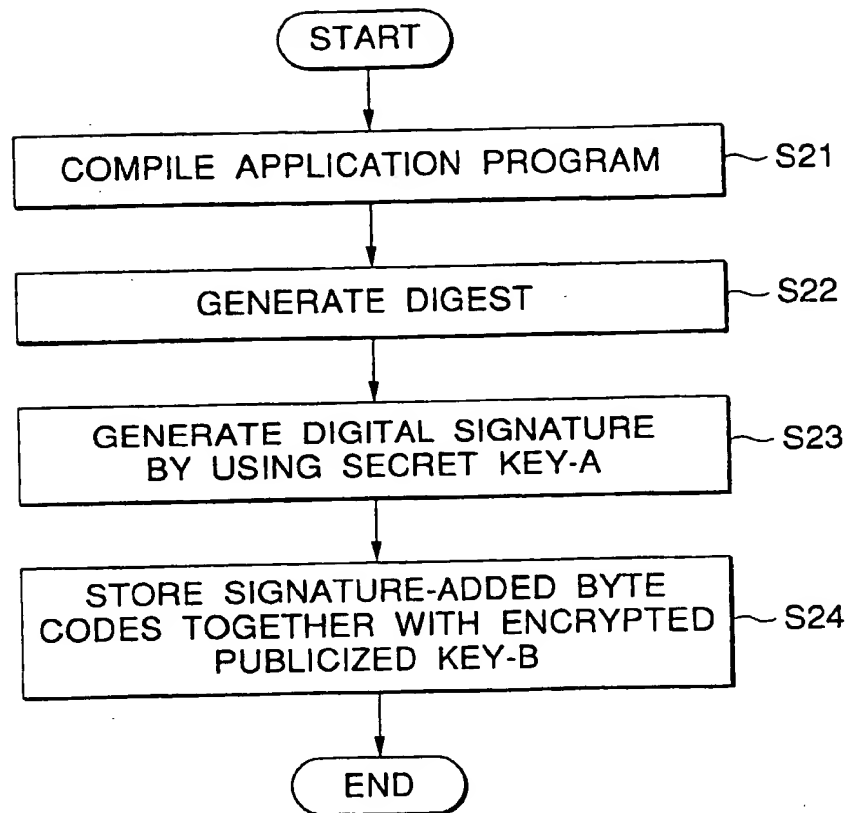 START
COMPILE APPLICATION PROGRAM
S21
GENERATE DIGEST
S22
GENERATE DIGITAL SIGNATURE
BY USING SECRET KEY-A
S23
STORE SIGNATURE-ADDED BYTE
CODES TOGETHER WITH ENCRYPTED
PUBLICIZED KEY-B
S24
END